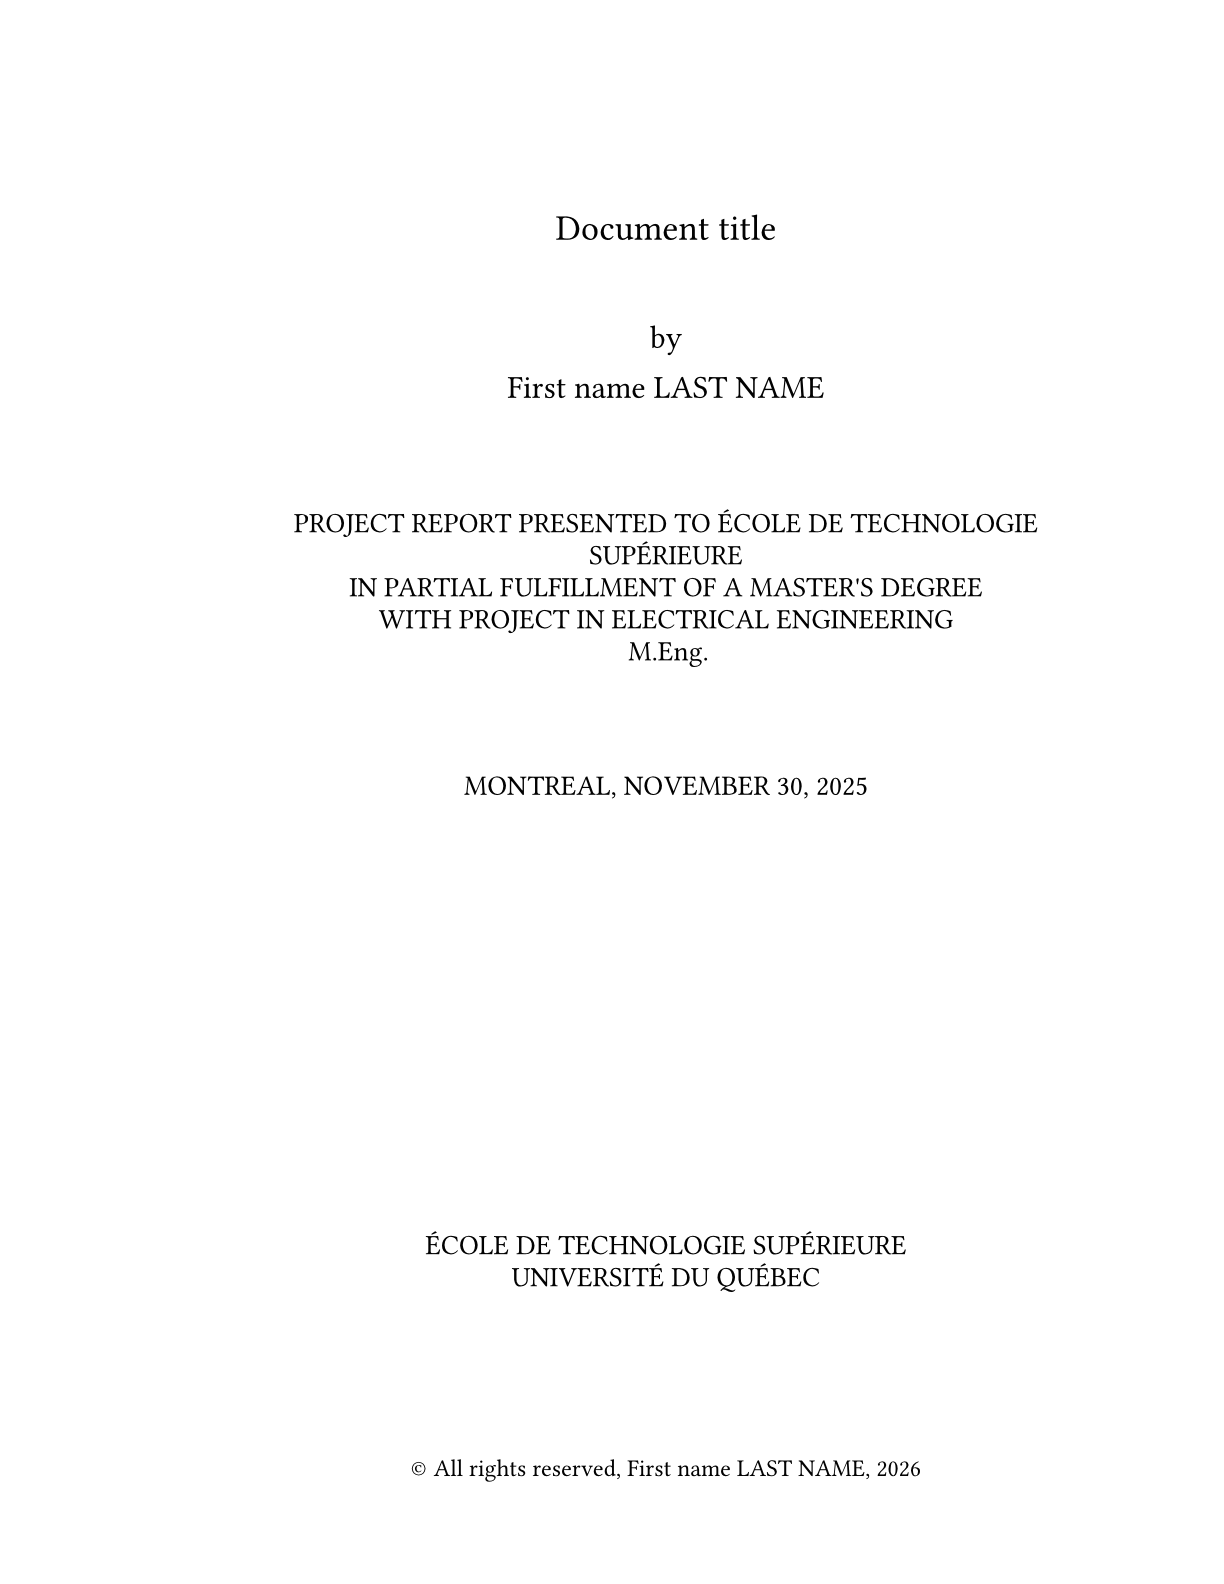 Document title
by
First name LAST NAME
PROJECT REPORT PRESENTED TO ÉCOLE DE TECHNOLOGIE
SUPÉRIEURE
IN PARTIAL FULFILLMENT OF A MASTER'S DEGREE
WITH PROJECT IN ELECTRICAL ENGINEERING
M.Eng.
MONTREAL, NOVEMBER 30, 2025
ÉCOLE DE TECHNOLOGIE SUPÉRIEURE
UNIVERSITÉ DU QUÉBEC
© All rights reserved, First name LAST NAME, 2026